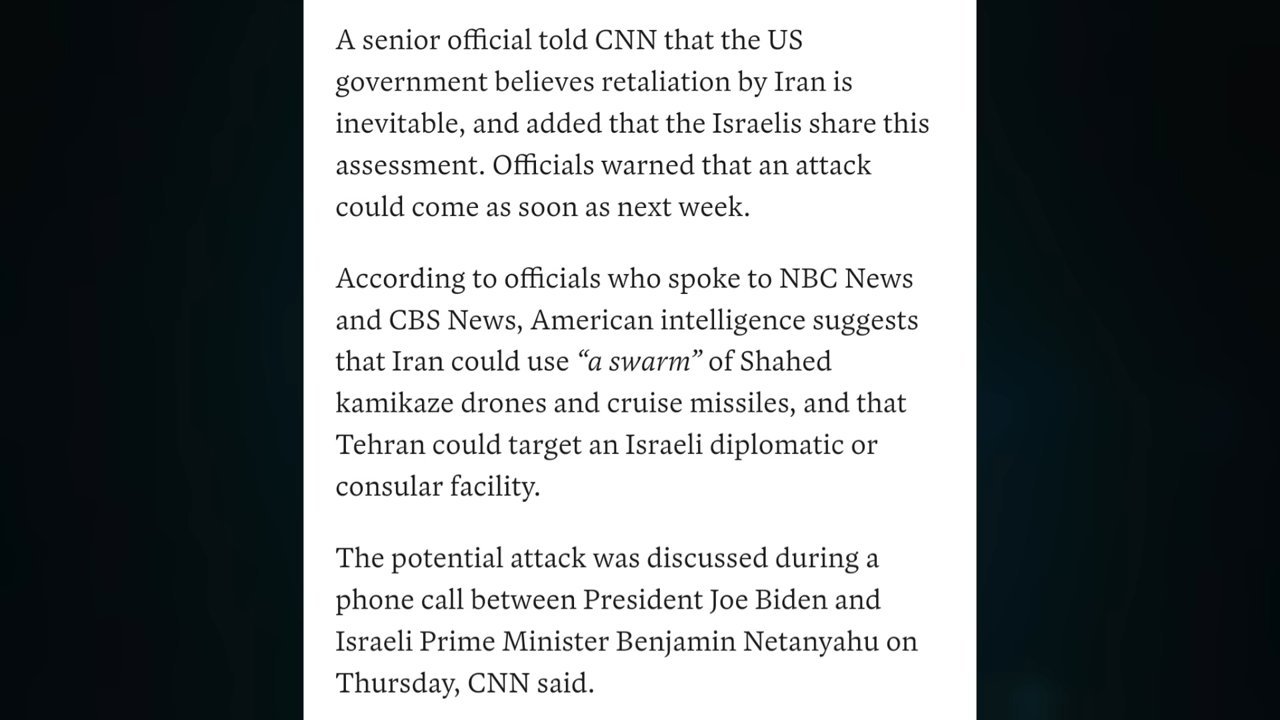 A senior official told CNN that the US
government believes retaliation by Iran is
inevitable, and added that the Israelis share this
assessment. Officials warned that an attack
could come as soon as next week.
According to officials who spoke to NBC News
and CBS News, American intelligence suggests
that Iran could use “a swarm” of Shahed
kamikaze drones and cruise missiles, and that
Tehran could target an Israeli diplomatic or
consular facility.
The potential attack was discussed during a
phone call between President Joe Biden and
Israeli Prime Minister Benjamin Netanyahu on
Thursday, CNN said.